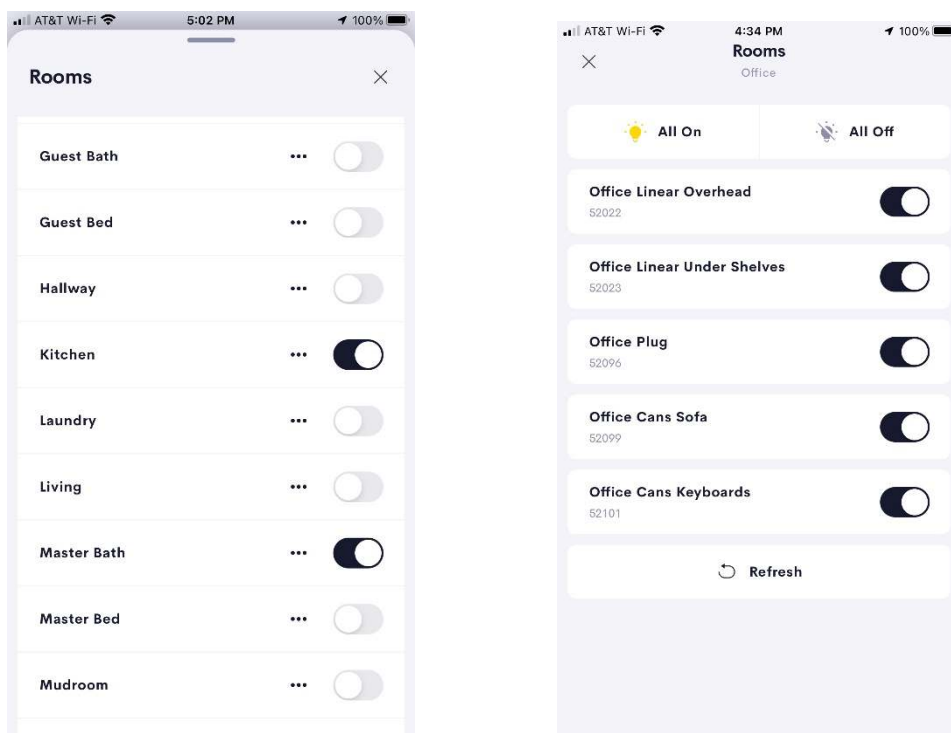 AT&T Wi-Fi 5:02 PM 100%
Rooms
Guest Bath
Guest Bed
Hallway
Kitchen
Laundry
Living
Master Bath
Master Bed
Mudroom
AT&T Wi-Fi 4:34 PM 100%
Rooms
Office
All On All Off
Office Linear Overhead
52022
Office Linear Under Shelves
52023
Office Plug
52096
Office Cans Sofa
52099
Office Cans Keyboards
52101
Refresh